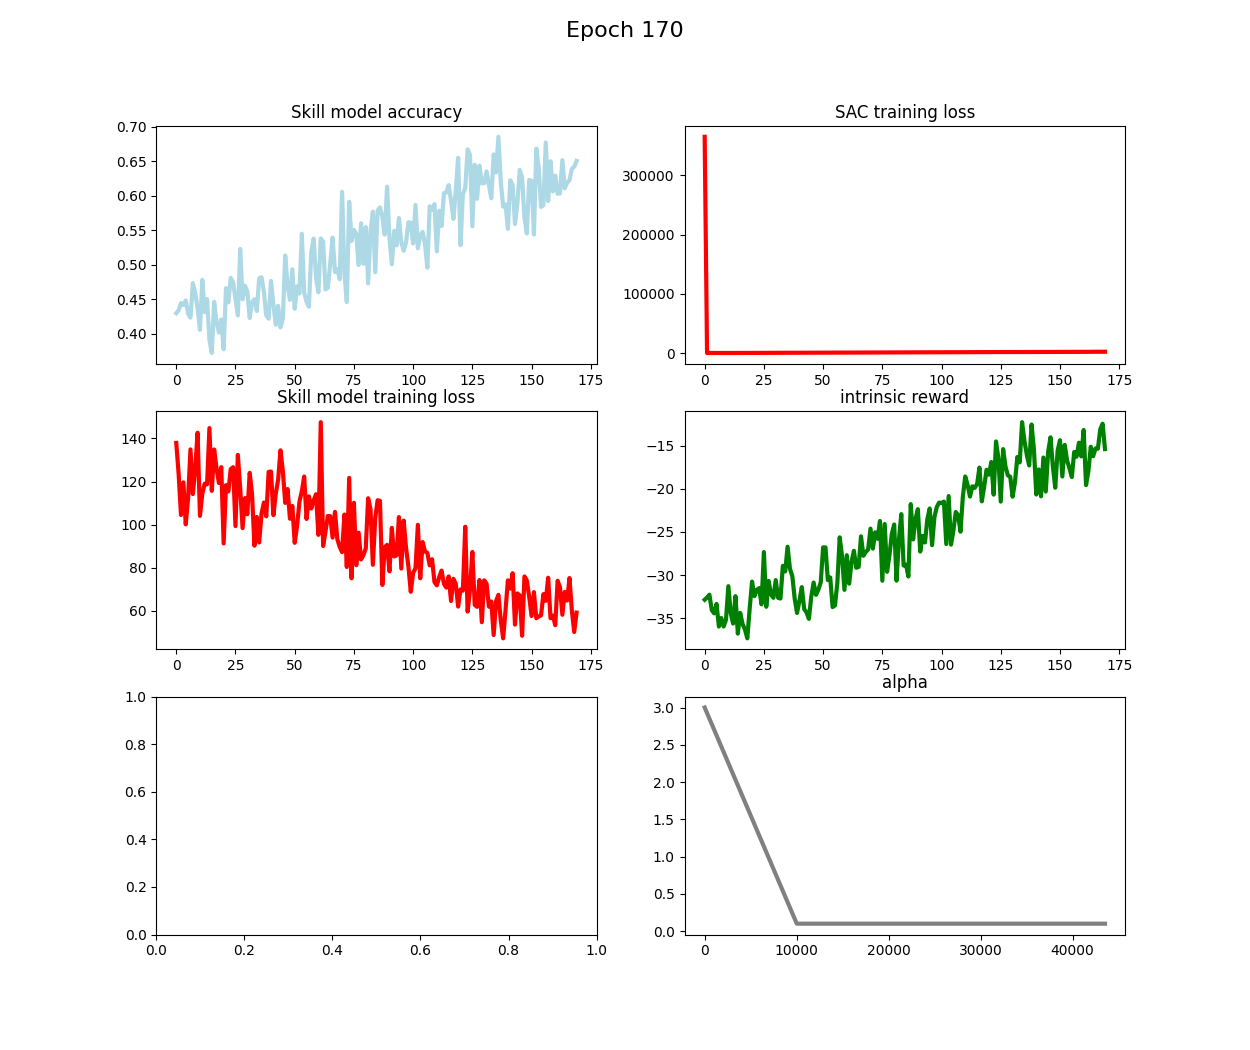 Epoch 170
Skill model accuracy
0.70
0.65
0.60
0.55
0.50
0.45
0.40
0 25 50 75 100 125 150 175
SAC training loss
300000
200000
100000
0
0 25 50 75 100 125 150 175
Skill model training loss
140
120
100
80
60
0 25 50 75 100 125 150 175
intrinsic reward
−15
−20
−25
−30
−35
0 25 50 75 100 125 150 175
1.0
0.8
0.6
0.4
0.2
0.0
0.0 0.2 0.4 0.6 0.8 1.0
alpha
3.0
2.5
2.0
1.5
1.0
0.5
0.0
0 10000 20000 30000 40000